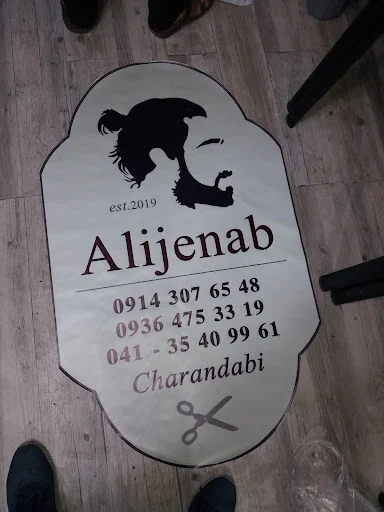 est.2019
Alijenab
0914 307 65 48
0936 475 33 19
041 - 35 40 99 61
Charandabi